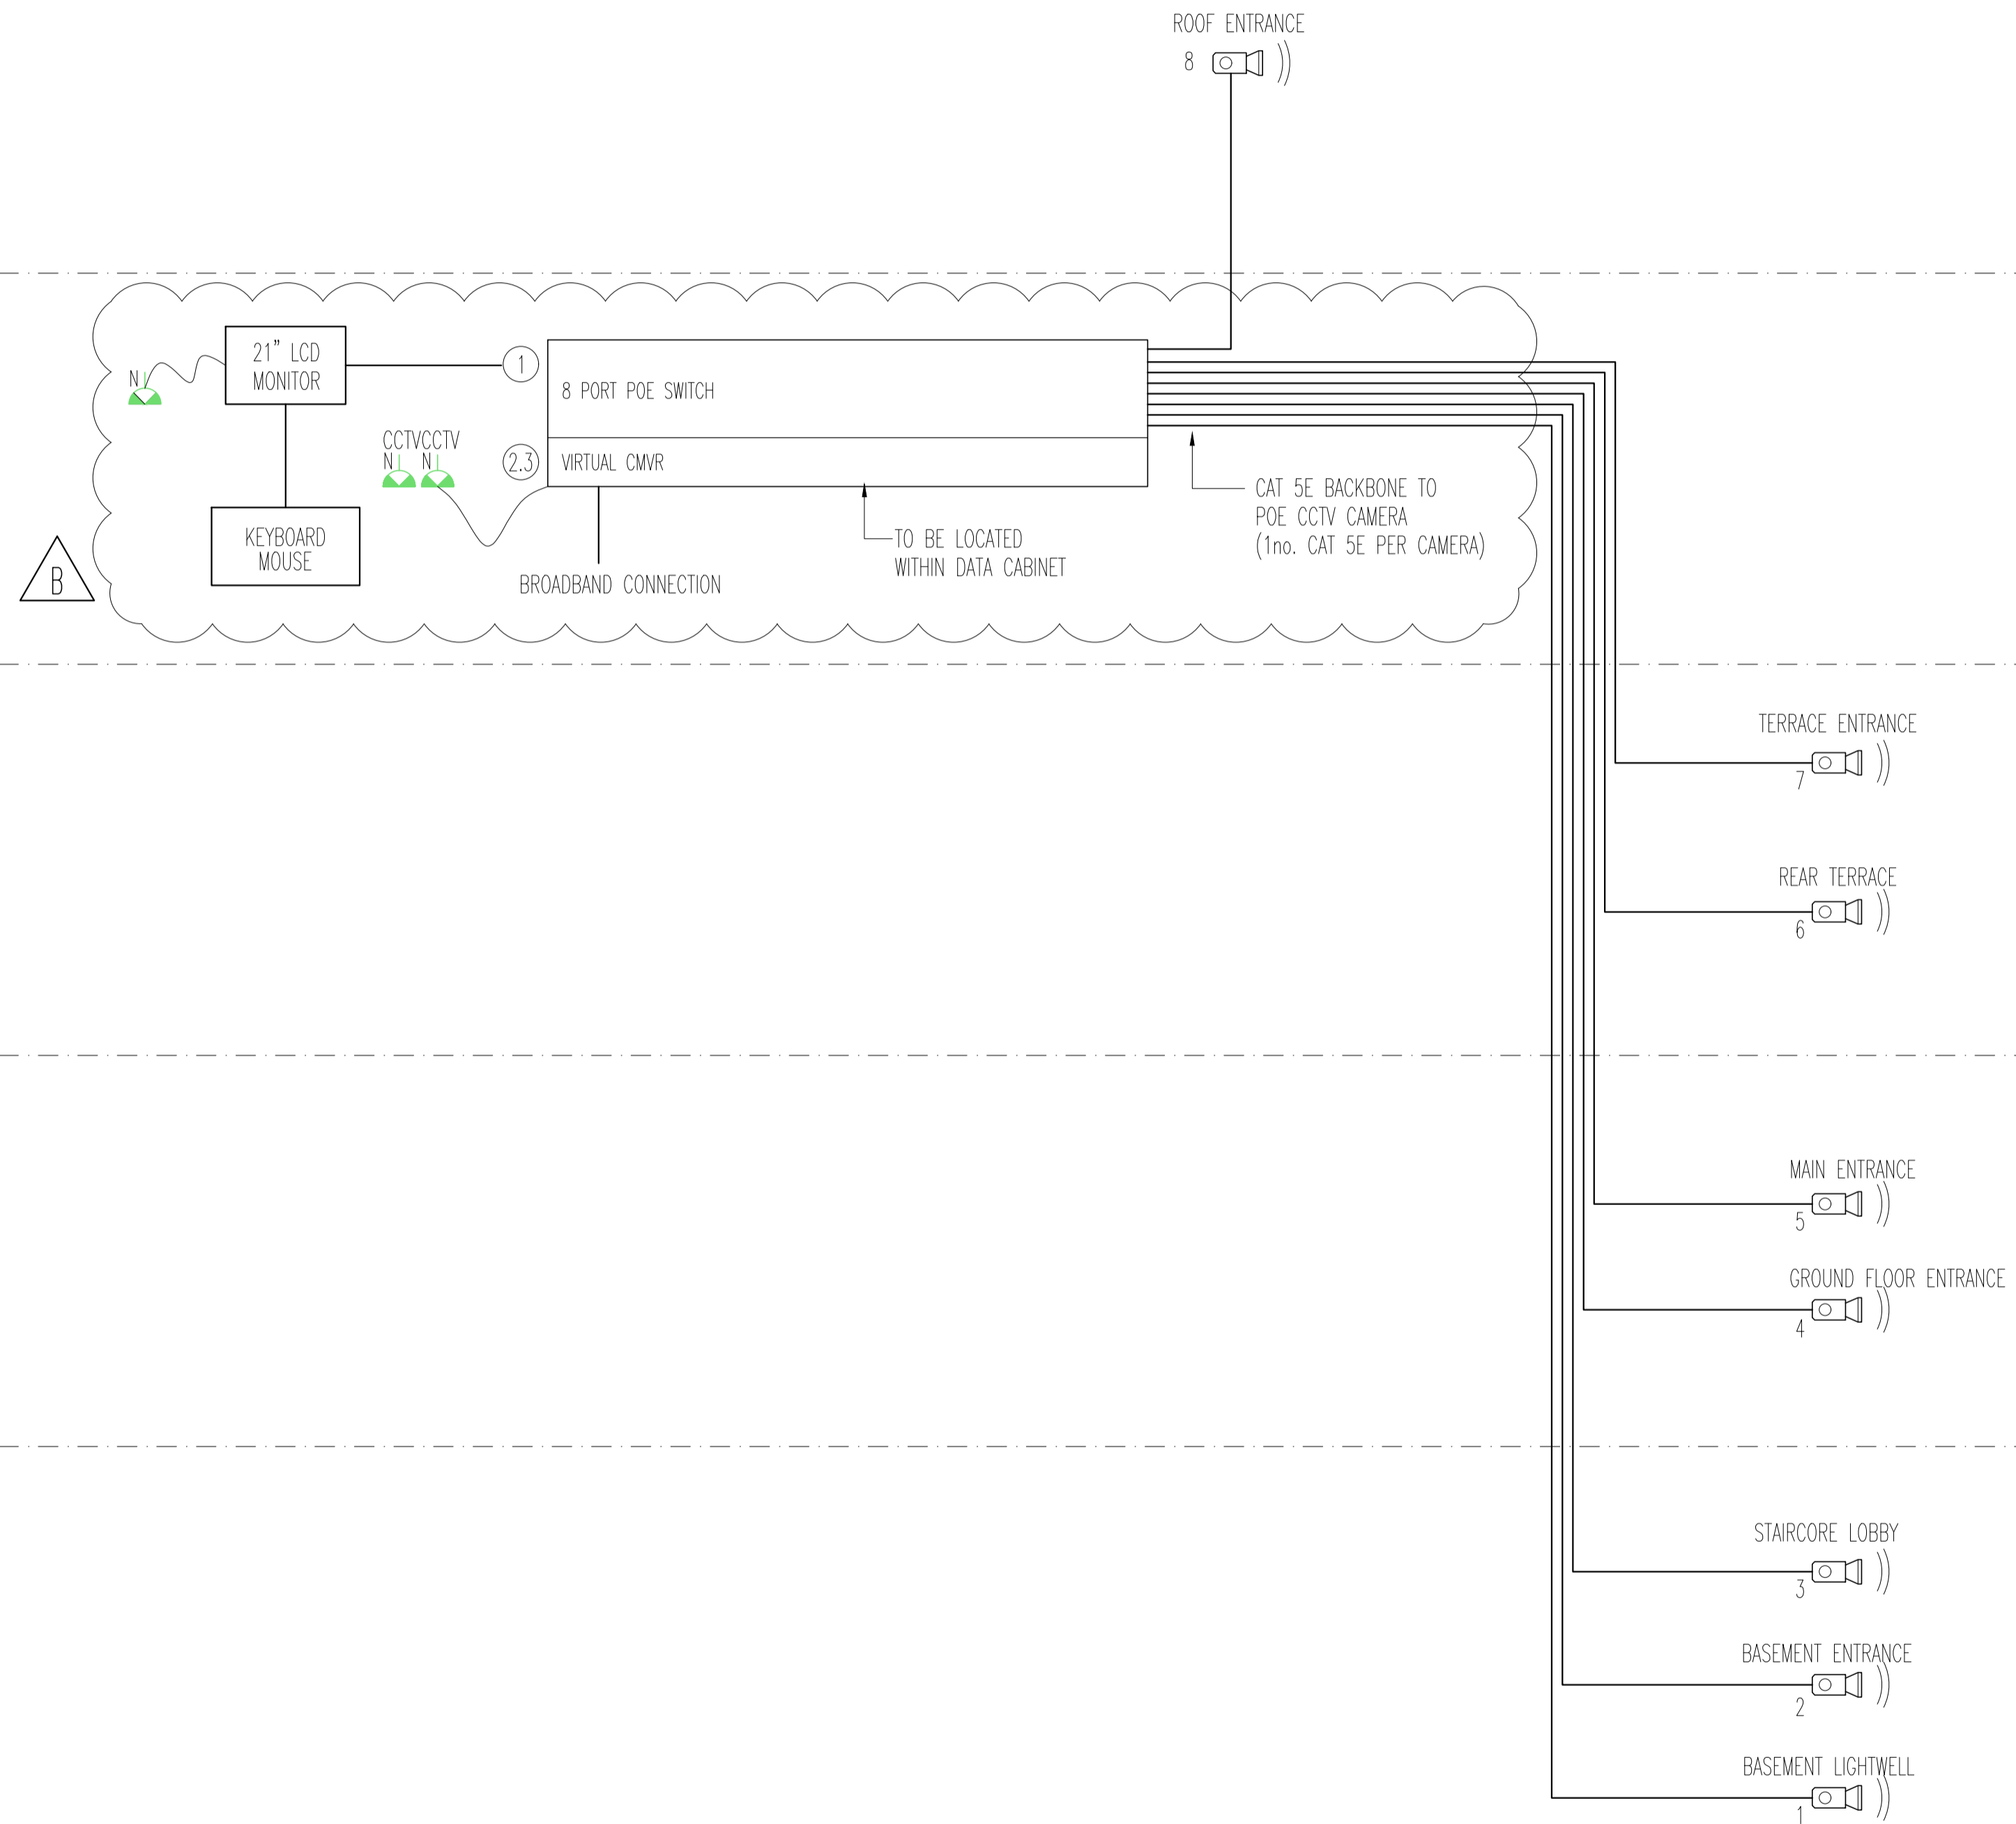 ROOF ENTRANCE
8
21" LCD
MONITOR
N
1
8 PORT POE SWITCH
CCTV CCTV
N N
2.3
VIRTUAL CMVR
KEYBOARD
MOUSE
B
BROADBAND CONNECTION
TO BE LOCATED
WITHIN DATA CABINET
CAT 5E BACKBONE TO
POE CCTV CAMERA
(1no. CAT 5E PER CAMERA)
TERRACE ENTRANCE
7
REAR TERRACE
6
MAIN ENTRANCE
5
GROUND FLOOR ENTRANCE
4
STAIRCORE LOBBY
3
BASEMENT ENTRANCE
2
BASEMENT LIGHTWELL
1